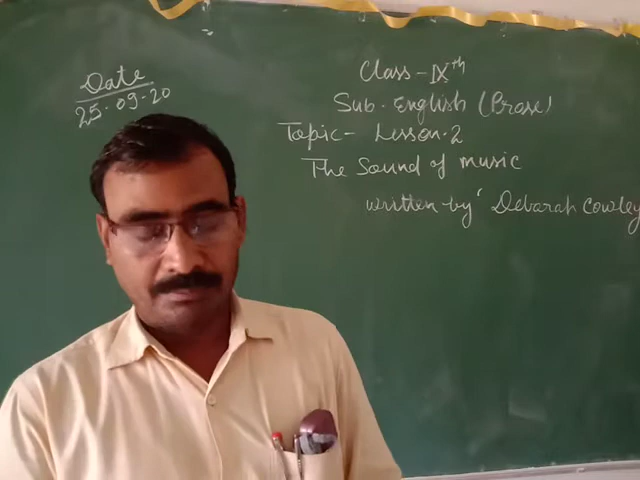 Date
25-09-20
Class - IXth
Sub. English (Prose)
Topic - Lesson-2
The Sound of Music
written by' Debarah Cowley